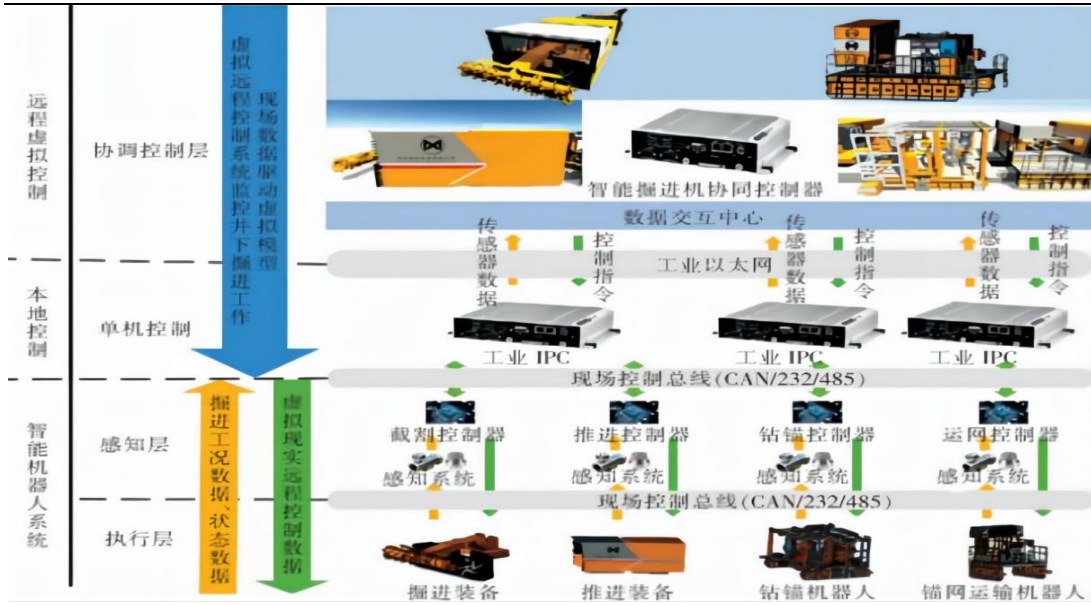 远程虚拟控制
协调控制层
虚拟远程控制系统监控井下掘进工作
现场数据驱动虚拟模型
智能掘进机协同控制器
数据交互中心
传感器数据
控制指令
传感器数据
控制指令
传感器数据
控制指令
工业以太网
本地控制
单机控制
工业 IPC
工业 IPC
工业 IPC
现场控制总线(CAN/232/485)
智能机器人系统
感知层
掘进工况数据、状态数据
虚拟现实远程控制数据
截割控制器
推进控制器
钻锚控制器
运网控制器
感知系统
感知系统
感知系统
感知系统
现场控制总线(CAN/232/485)
执行层
掘进装备
推进装备
钻锚机器人
锚网运输机器人